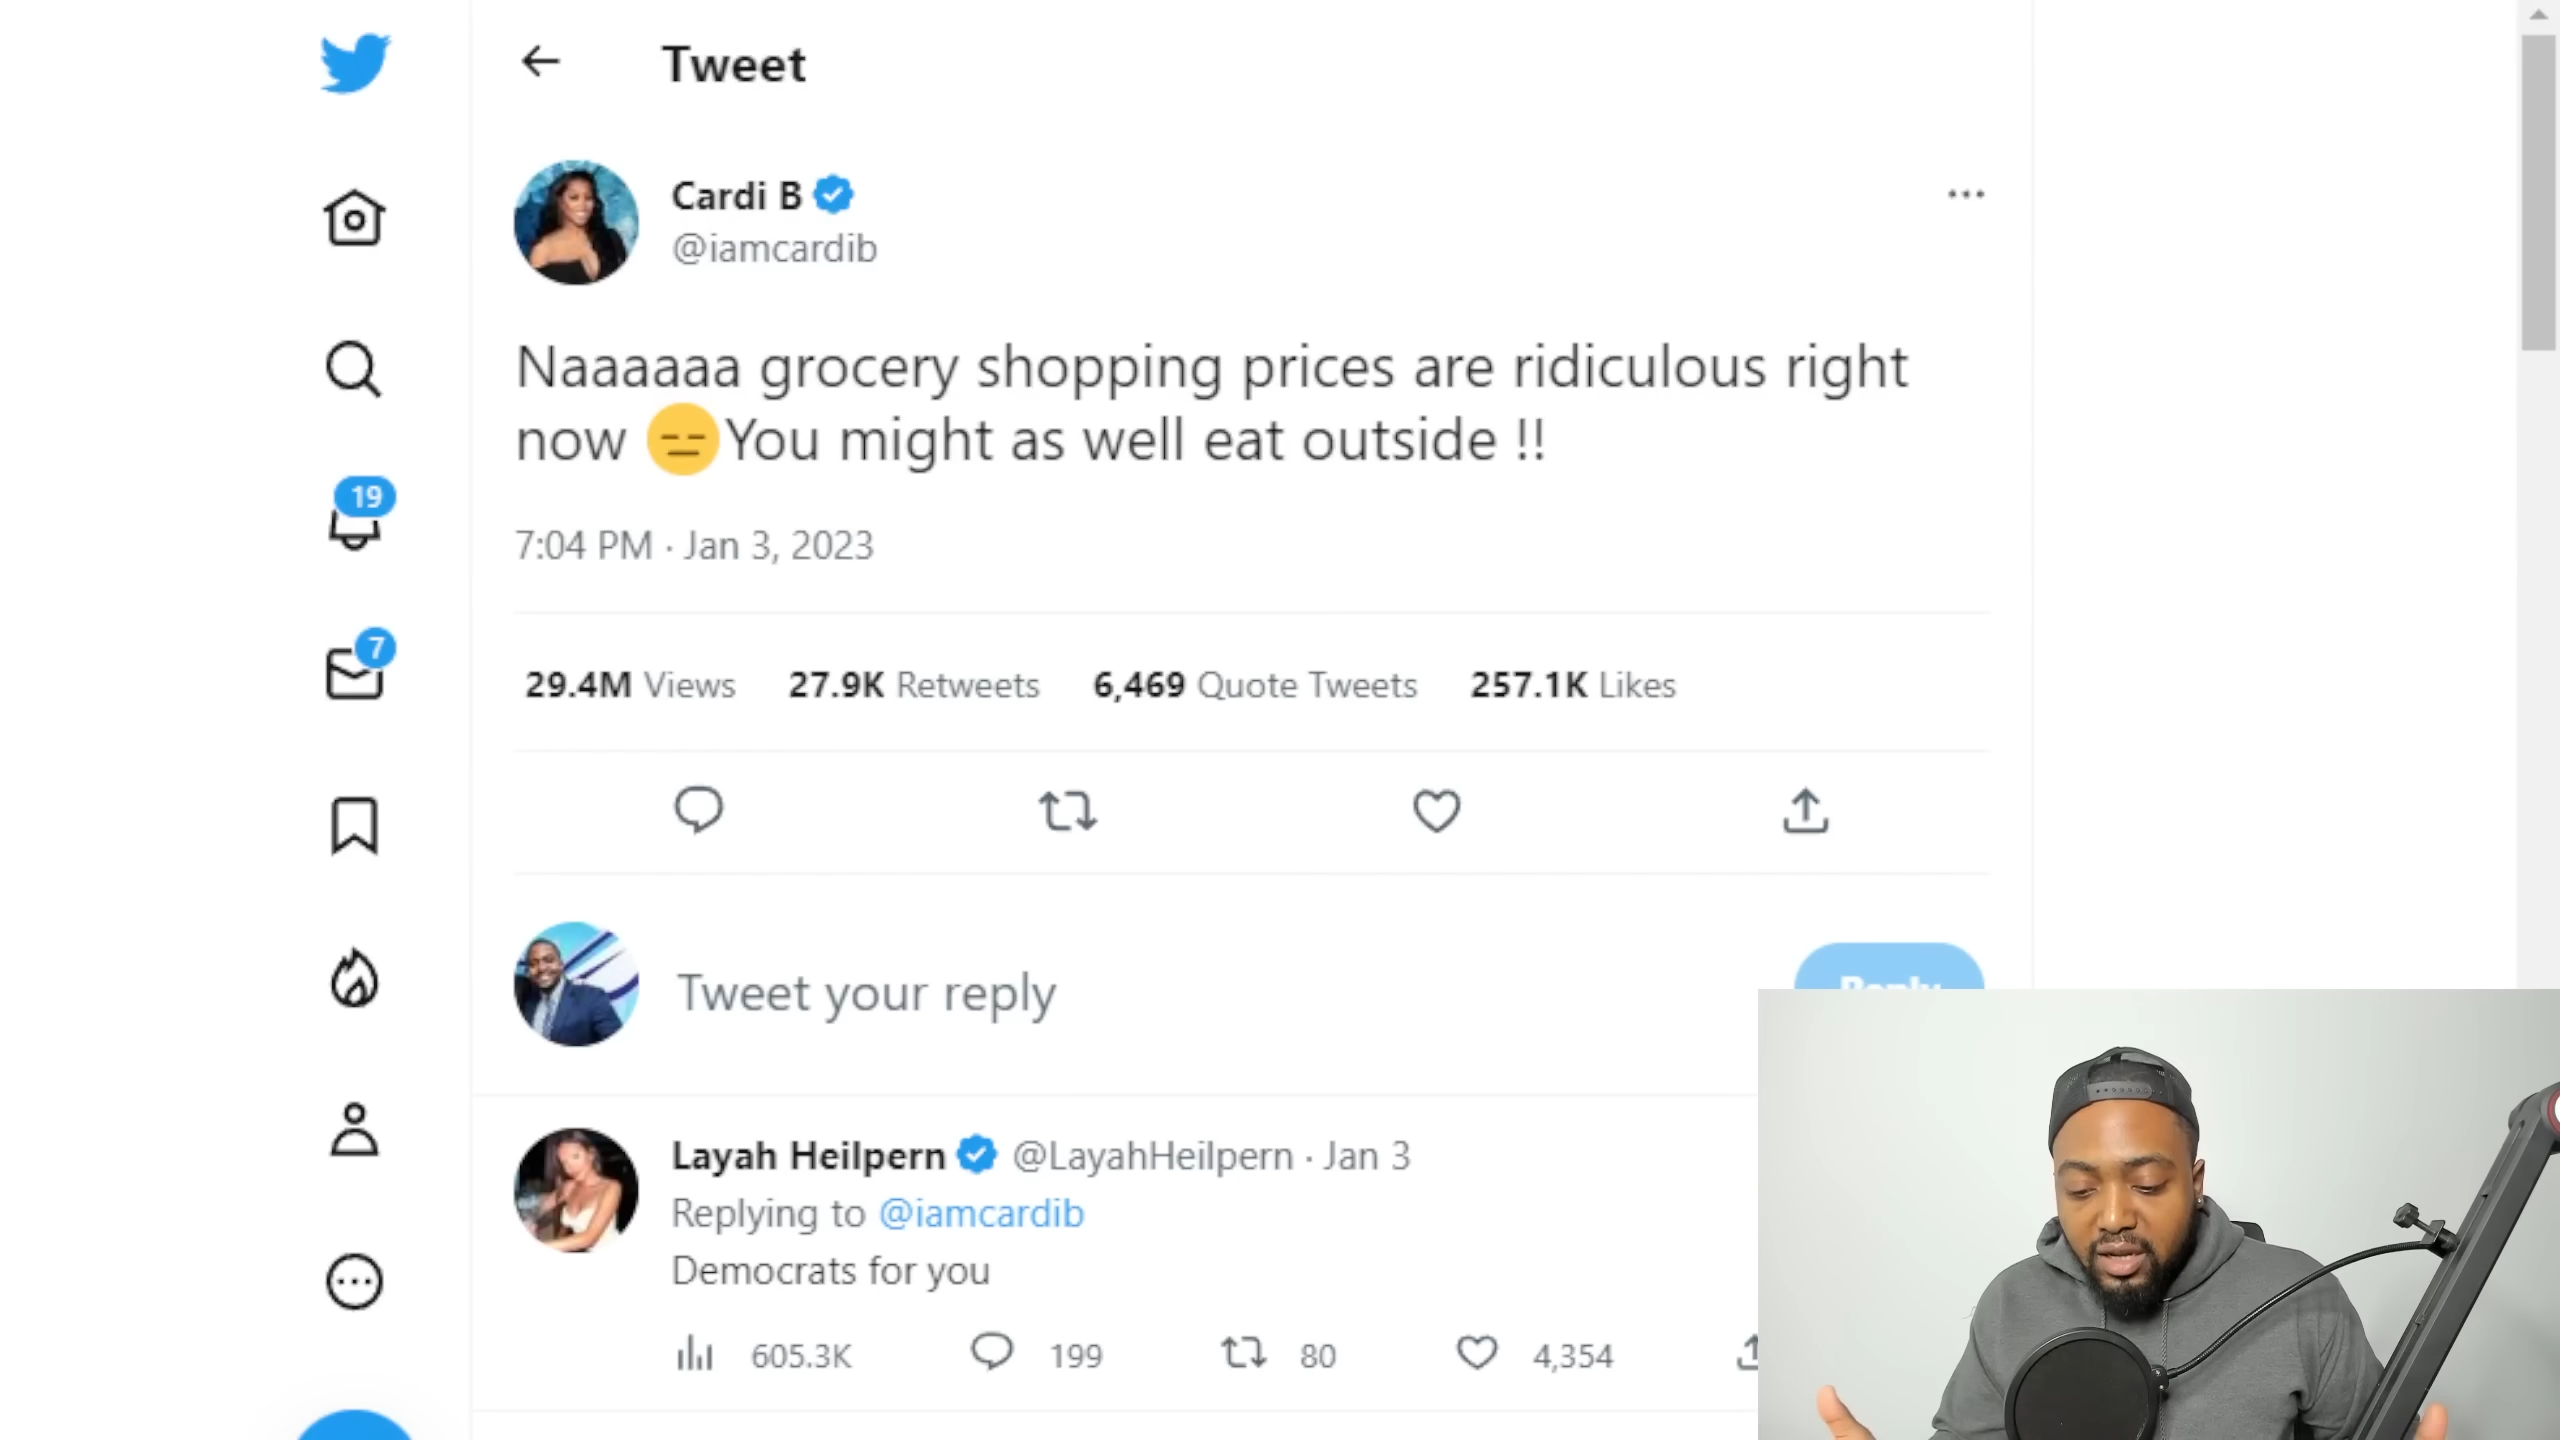 Tweet
Cardi B
@iamcardib
Naaaaaa grocery shopping prices are ridiculous right
now 😑You might as well eat outside !!
7:04 PM · Jan 3, 2023
29.4M Views 27.9K Retweets 6,469 Quote Tweets 257.1K Likes
19
7
Tweet your reply
Reply
Layah Heilpern @LayahHeilpern · Jan 3
Replying to @iamcardib
Democrats for you
605.3K 199 80 4,354